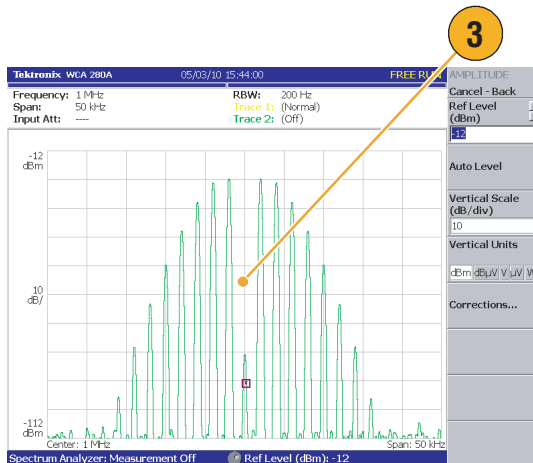 3
Tektronix WCA 280A 05/03/10 15:44:00 FREE RUN
Frequency: 1 MHz RBW: 200 Hz
Span: 50 kHz Trace 1: (Normal)
Input Att: ---- Trace 2: (Off)
-12
dBm
10
dB/
-112
dBm
Center: 1 MHz Span: 50 kHz
Spectrum Analyzer: Measurement Off Ref Level (dBm): -12
AMPLITUDE
Cancel - Back
Ref Level
(dBm)
-12
Auto Level
Vertical Scale
(dB/div)
10
Vertical Units
dBm dBμV V μV W
Corrections...